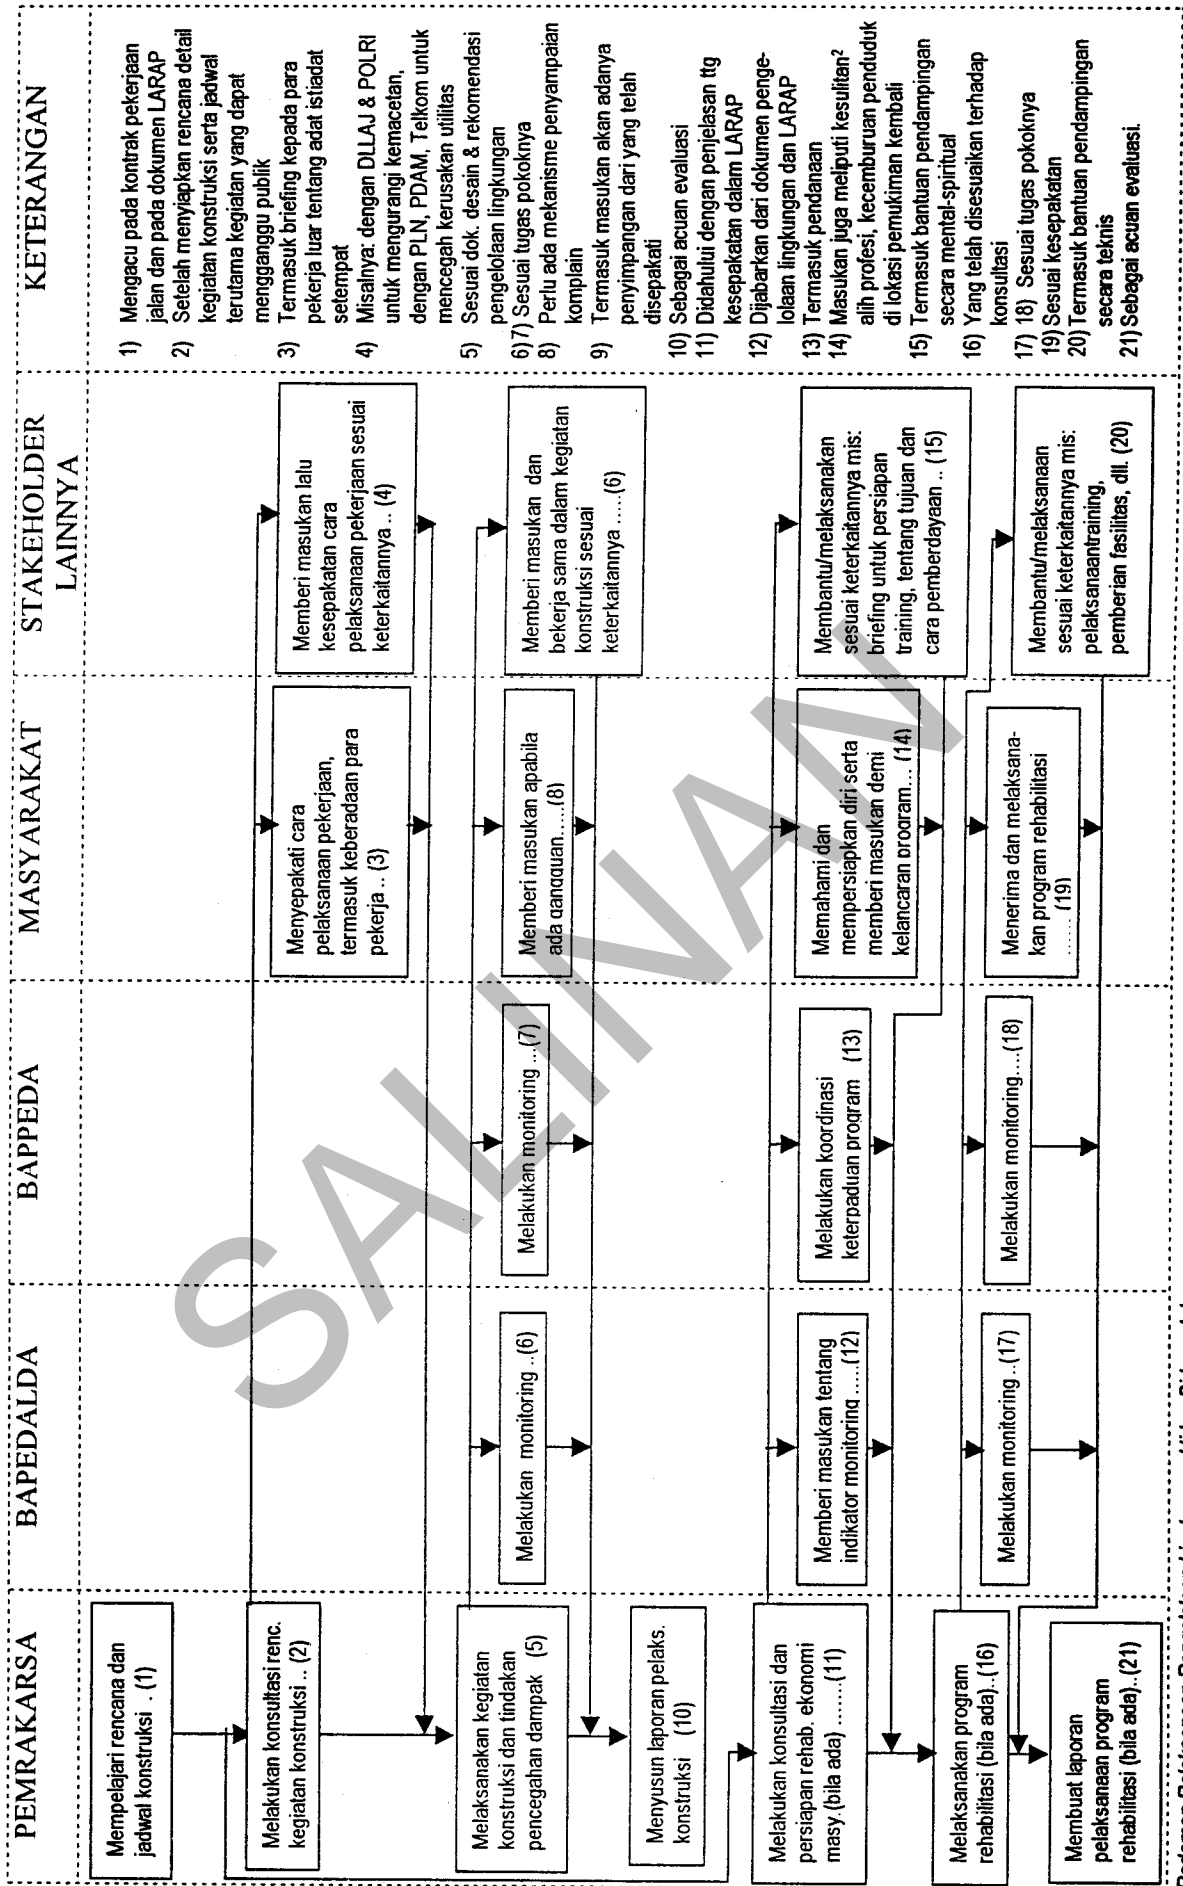 PEMRAKARSA
BAPEDALDA
BAPPEDA
MASYARAKAT
STAKEHOLDER
LAINNYA
KETERANGAN
Mempelajari rencana dan
jadwal konstruksi . (1)
Melakukan konsultasi renc.
kegiatan konstruksi.. (2)
Menyepakati cara
pelaksanaan pekerjaan,
termasuk keberadaan para
pekerja .. (3)
Memberi masukan lalu
kesepakatan cara
pelaksanaan pekerjaan sesuai
keterkaitannya .. (4)
Melaksanakan kegiatan
konstruksi dan tindakan
pencegahan dampak (5)
Melakukan monitoring ..(6)
Melakukan monitoring ...(7)
Memberi masukan apabila
ada gangguan.....(8)
Memberi masukan dan
bekerja sama dalam kegiatan
konstruksi sesuai
keterkaitannya .....(6)
Menyusun laporan pelaks.
konstruksi (10)
Melakukan konsultasi dan
persiapan rehab. ekonomi
masy.(bila ada) .......(11)
Memberi masukan tentang
indikator monitoring .....(12)
Melakukan koordinasi
keterpaduan program (13)
Memahami dan
mempersiapkan diri serta
memberi masukan demi
kelancaran program... (14)
Membantu/melaksanakan
sesuai keterkaitannya mis:
briefing untuk persiapan
training, tentang tujuan dan
cara pemberdayaan .. (15)
Melaksanakan program
rehabilitasi (bila ada)..(16)
Melakukan monitoring ..(17)
Melakukan monitoring....(18)
Menerima dan melaksana-
kan program rehabilitasi
...... (19)
Membantu/melaksanaan
sesuai keterkaitannya mis:
pelaksanaantraining,
pemberian fasilitas, dll. (20)
Membuat laporan
pelaksanaan program
rehabilitasi (bila ada)..(21)
1) Mengacu pada kontrak pekerjaan
jalan dan pada dokumen LARAP
2) Setelah menyiapkan rencana detail
kegiatan konstruksi serta jadwal
terutama kegiatan yang dapat
mengganggu publik
3) Termasuk briefing kepada para
pekerja luar tentang adat istiadat
setempat
4) Misalnya: dengan DLLAJ & POLRI
untuk mengurangi kemacetan,
dengan PLN, PDAM, Telkom untuk
mencegah kerusakan utilitas
5) Sesuai dok. desain & rekomendasi
pengelolaan lingkungan
6) 7) Sesuai tugas pokoknya
8) Perlu ada mekanisme penyampaian
komplain
9) Termasuk masukan akan adanya
penyimpangan dari yang telah
disepakati
10) Sebagai acuan evaluasi
11) Didahului dengan penjelasan ttg
kesepakatan dalam LARAP
12) Dijabarkan dari dokumen penge-
lolaan lingkungan dan LARAP
13) Termasuk pendanaan
14) Masukan juga meliputi kesulitan²
alih profesi, kecemburuan penduduk
di lokasi pemukiman kembali
15) Termasuk bantuan pendampingan
secara mental-spiritual
16) Yang telah disesuaikan terhadap
konsultasi
17) 18) Sesuai tugas pokoknya
19) Sesuai kesepakatan
20) Termasuk bantuan pendampingan
secara teknis
21) Sebagai acuan evaluasi.
SALINAN